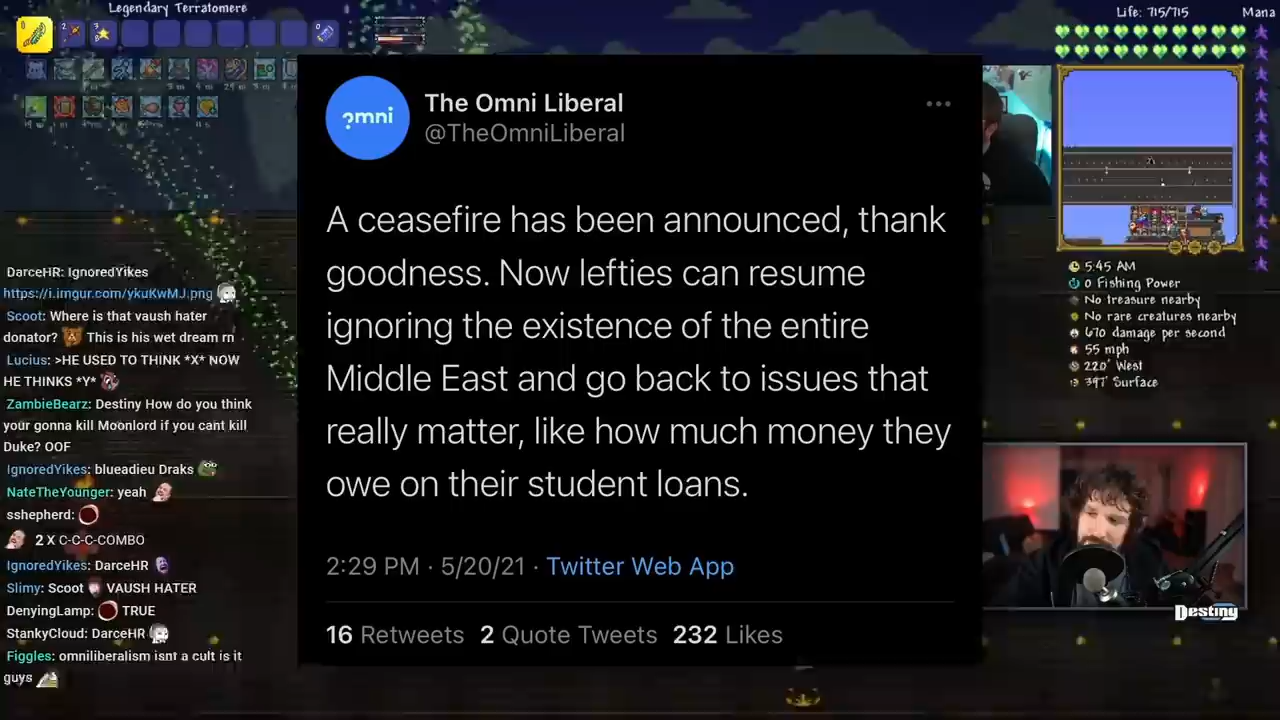 Legendary Terratomere
Life: 715/715
Mana
omni
The Omni Liberal
@TheOmniLiberal
A ceasefire has been announced, thank
goodness. Now lefties can resume
ignoring the existence of the entire
Middle East and go back to issues that
really matter, like how much money they
owe on their student loans.
2:29 PM · 5/20/21 · Twitter Web App
16 Retweets 2 Quote Tweets 232 Likes
DarceHR: IgnoredYikes
https://i.imgur.com/ykuKwMJ.png
Scoot: Where is that vaush hater
donator? This is his wet dream rn
Lucius: >HE USED TO THINK *X* NOW
HE THINKS *Y*
ZambieBearz: Destiny How do you think
your gonna kill Moonlord if you cant kill
Duke? OOF
IgnoredYikes: blueadieu Draks
NateTheYounger: yeah
sshepherd:
2 X C-C-C-COMBO
IgnoredYikes: DarceHR
Slimy: Scoot VAUSH HATER
DenyingLamp: TRUE
StankyCloud: DarceHR
Figgles: omniliberalism isnt a cult is it
guys
5:45 AM
0 Fishing Power
No treasure nearby
No rare creatures nearby
670 damage per second
55 mph
220' West
397' Surface
Destiny